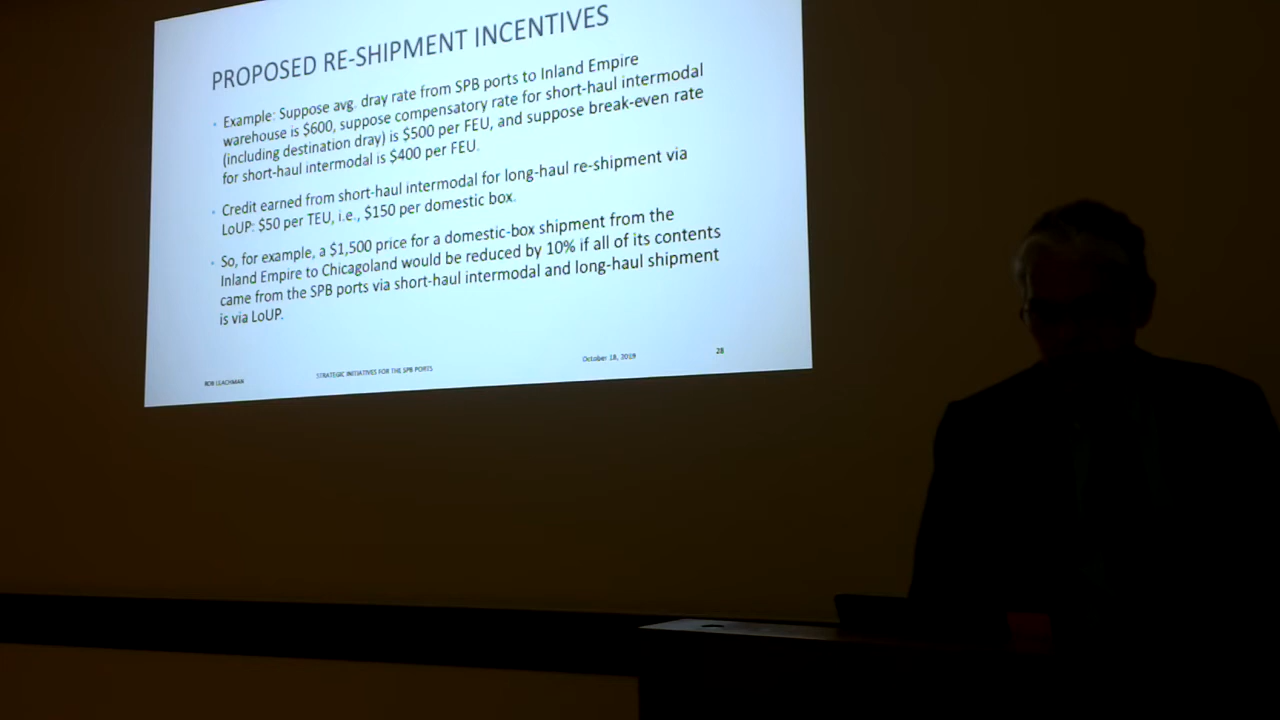 PROPOSED RE-SHIPMENT INCENTIVES
• Example: Suppose avg. dray rate from SPB ports to Inland Empire
warehouse is $600, suppose compensatory rate for short-haul intermodal
(including destination dray) is $500 per FEU, and suppose break-even rate
for short-haul intermodal is $400 per FEU.
• Credit earned from short-haul intermodal for long-haul re-shipment via
LoUP: $50 per TEU, i.e., $150 per domestic box.
• So, for example, a $1,500 price for a domestic-box shipment from the
Inland Empire to Chicagoland would be reduced by 10% if all of its contents
came from the SPB ports via short-haul intermodal and long-haul shipment
is via LoUP.
ROB LEACHMAN
STRATEGIC INITIATIVES FOR THE SPB PORTS
October 18, 2019
28